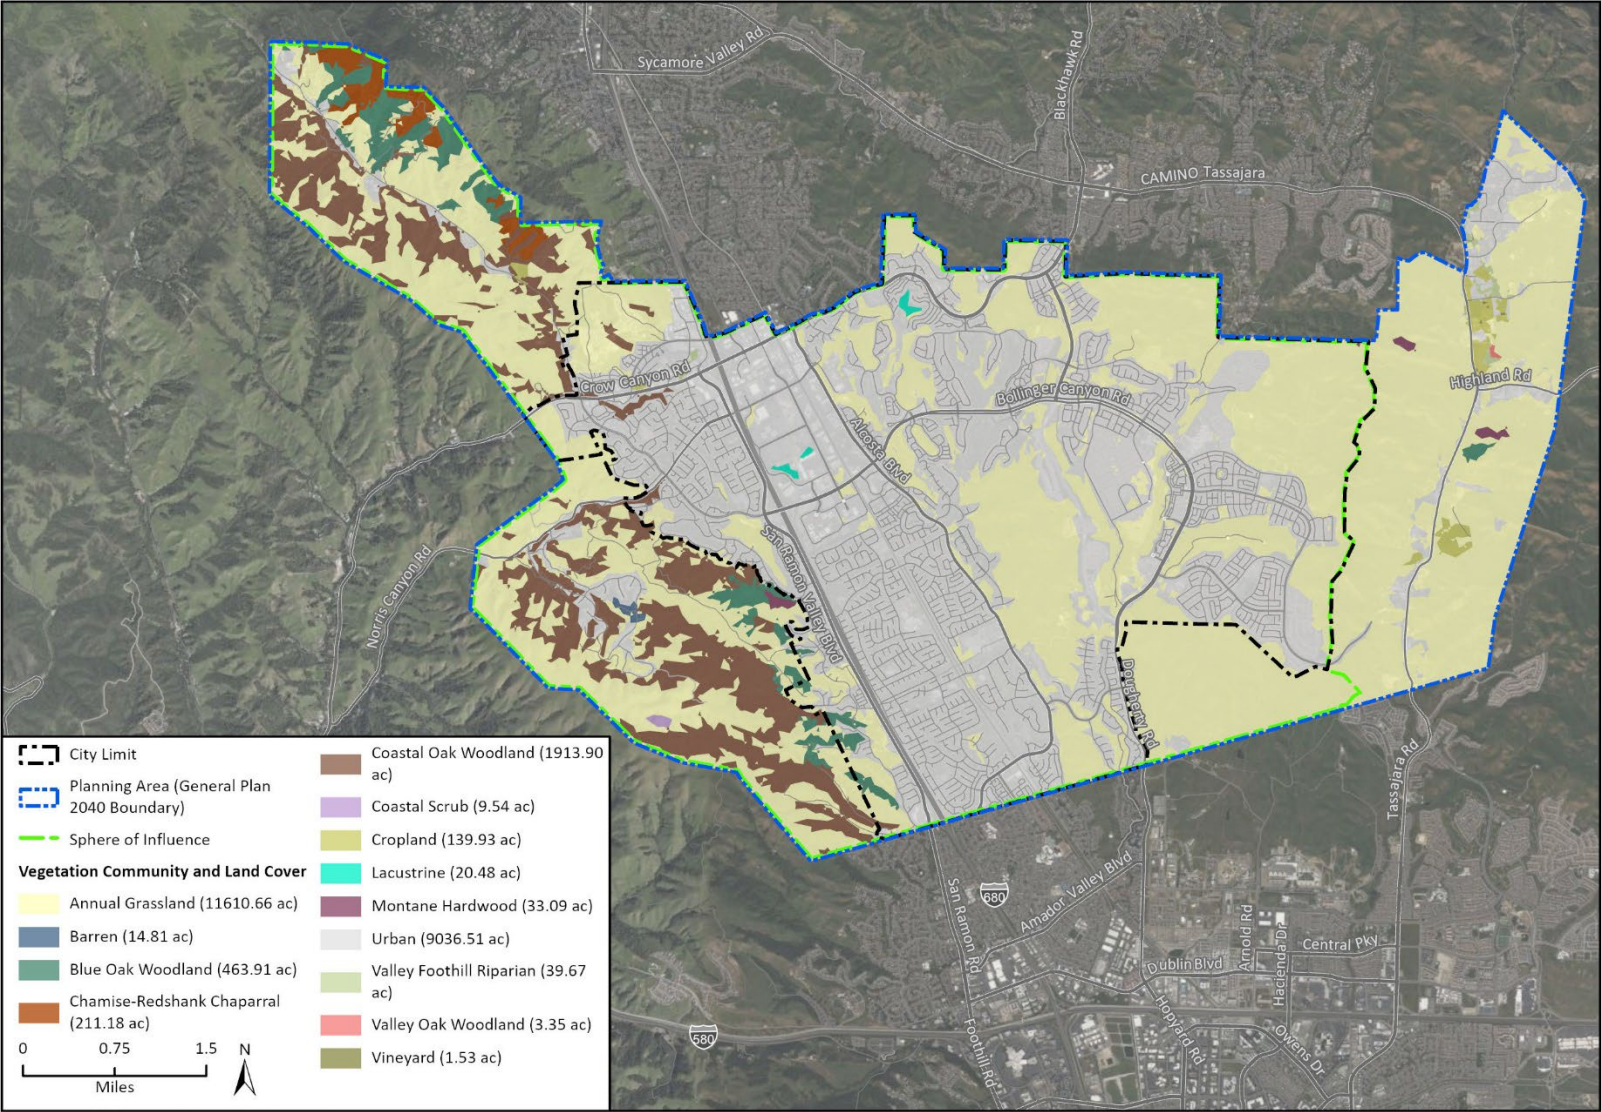 Sycamore Valley Rd
Blackhawk Rd
CAMINO Tassajara
Crow Canyon Rd
Bollinger Canyon Rd
Highland Rd
Alcosta Blvd
Norris Canyon Rd
San Ramon Valley Blvd
Dougherty Rd
Tassajara Rd
680
San Ramon Rd
Amador Valley Blvd
Arnold Rd
Hacienda Dr
Central Pky
Dublin Blvd
Hopyard Rd
Owens Dr
580
Foothill Rd
City Limit
Planning Area (General Plan
2040 Boundary)
Sphere of Influence
Vegetation Community and Land Cover
Annual Grassland (11610.66 ac)
Barren (14.81 ac)
Blue Oak Woodland (463.91 ac)
Chamise-Redshank Chaparral
(211.18 ac)
Coastal Oak Woodland (1913.90
ac)
Coastal Scrub (9.54 ac)
Cropland (139.93 ac)
Lacustrine (20.48 ac)
Montane Hardwood (33.09 ac)
Urban (9036.51 ac)
Valley Foothill Riparian (39.67
ac)
Valley Oak Woodland (3.35 ac)
Vineyard (1.53 ac)
0 0.75 1.5
Miles
N